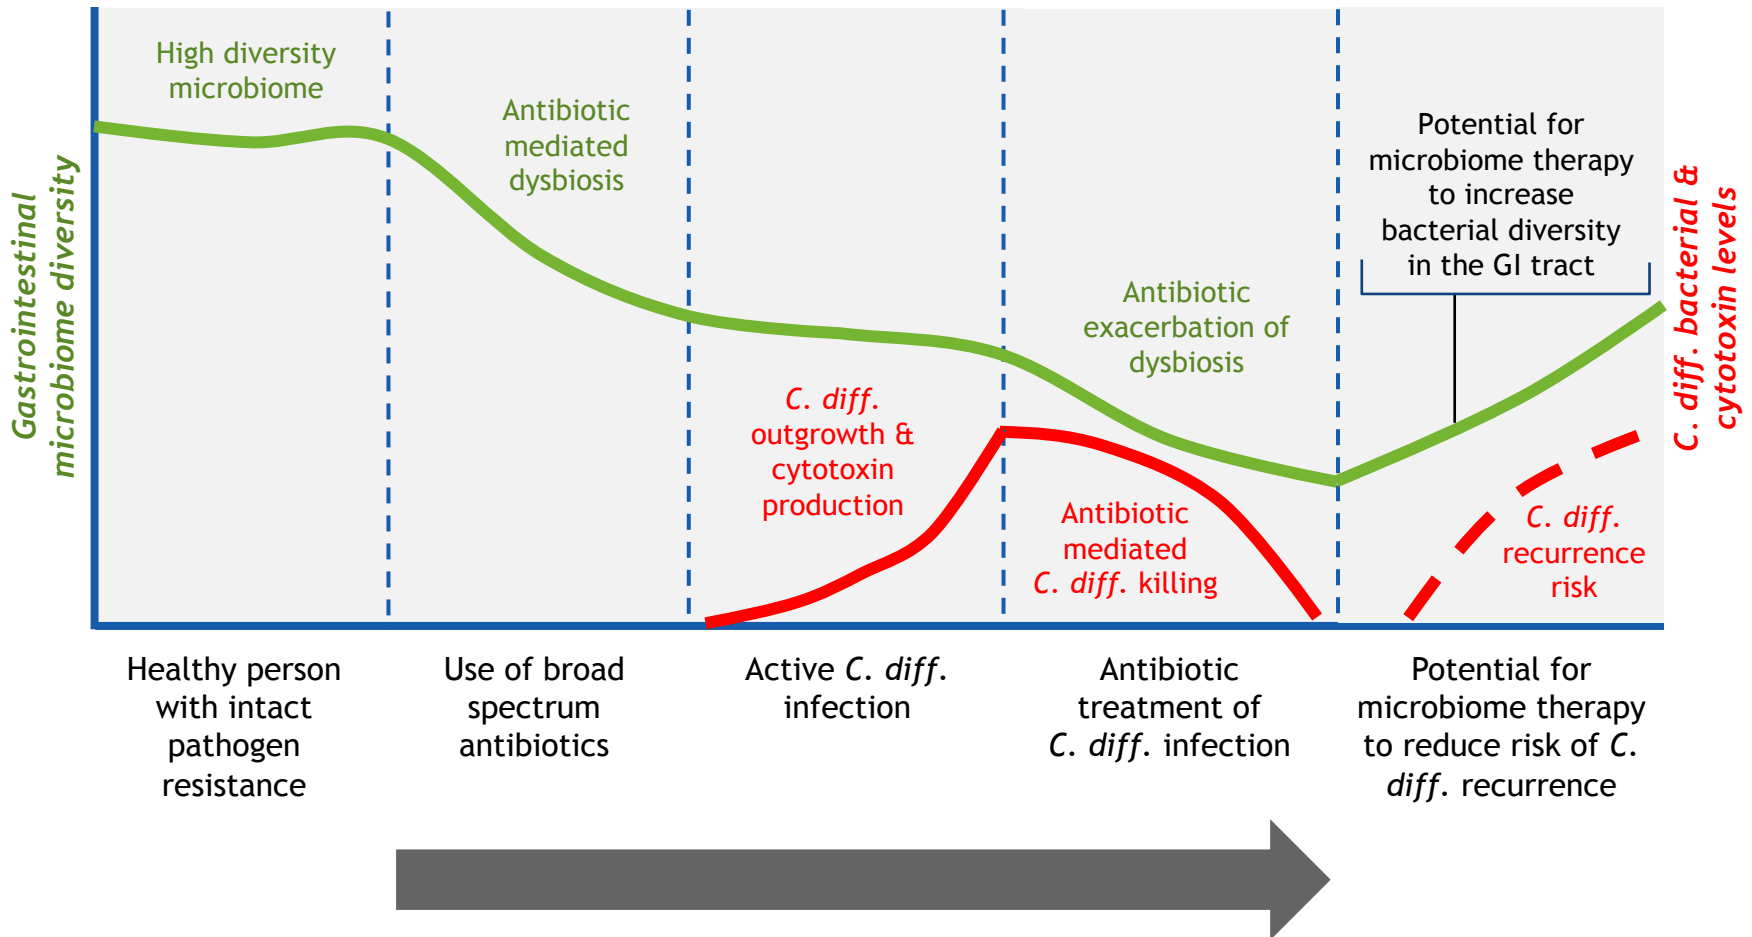 High diversity
microbiome
Antibiotic
mediated
dysbiosis
Potential for
microbiome therapy
to increase
bacterial diversity
in the GI tract
Gastrointestinal
microbiome diversity
C. diff. bacterial &
cytotoxin levels
Antibiotic
exacerbation of
dysbiosis
C. diff.
outgrowth &
cytotoxin
production
Antibiotic
mediated
C. diff. killing
C. diff.
recurrence
risk
Healthy person
with intact
pathogen
resistance
Use of broad
spectrum
antibiotics
Active C. diff.
infection
Antibiotic
treatment of
C. diff. infection
Potential for
microbiome therapy
to reduce risk of C.
diff. recurrence